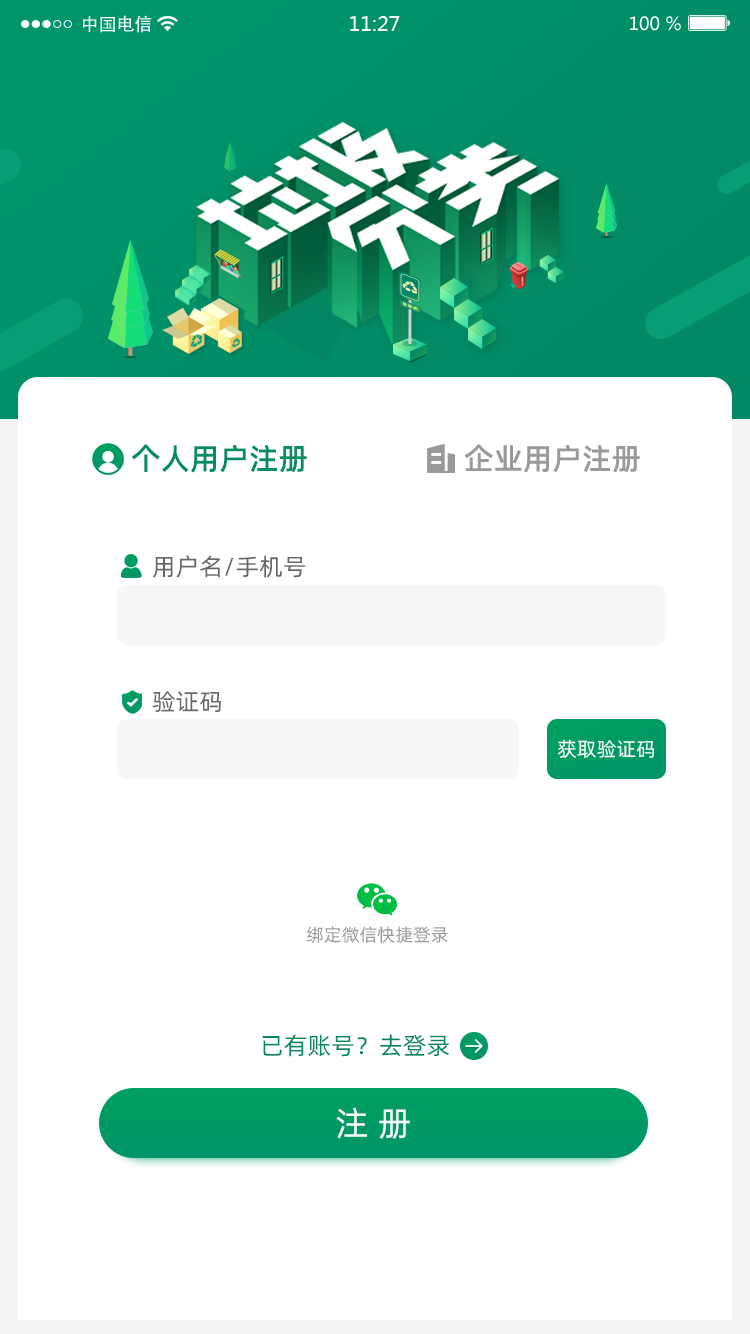 中国电信 11:27 100 %
垃圾分类
个人用户注册 企业用户注册
用户名/手机号
验证码
获取验证码
绑定微信快捷登录
已有账号？去登录
注 册